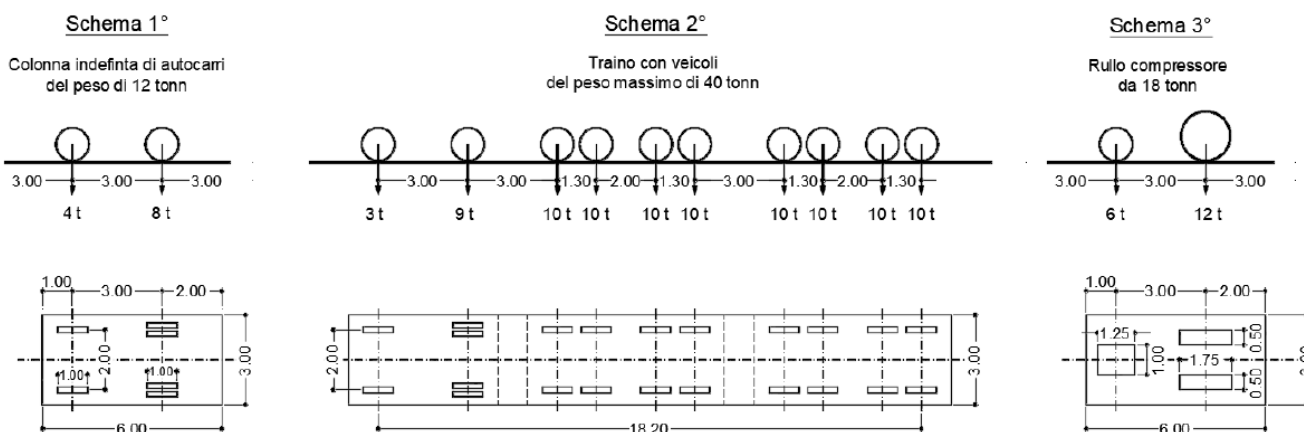 Schema 1°
Colonna indefinta di autocarri
del peso di 12 tonn
3.00 3.00 3.00
4 t 8 t
1.00 3.00 2.00
1.00 2.00 1.00 3.00
6.00
Schema 2°
Traino con veicoli
del peso massimo di 40 tonn
3.00 3.00 1.30 2.00 1.30 3.00 1.30 2.00 1.30
3 t 9 t 10 t 10 t 10 t 10 t 10 t 10 t 10 t 10 t
2.00 3.00
18.20
Schema 3°
Rullo compressore
da 18 tonn
3.00 3.00 3.00
6 t 12 t
1.00 3.00 2.00
1.25 0.50
1.00 1.75
0.50
6.00